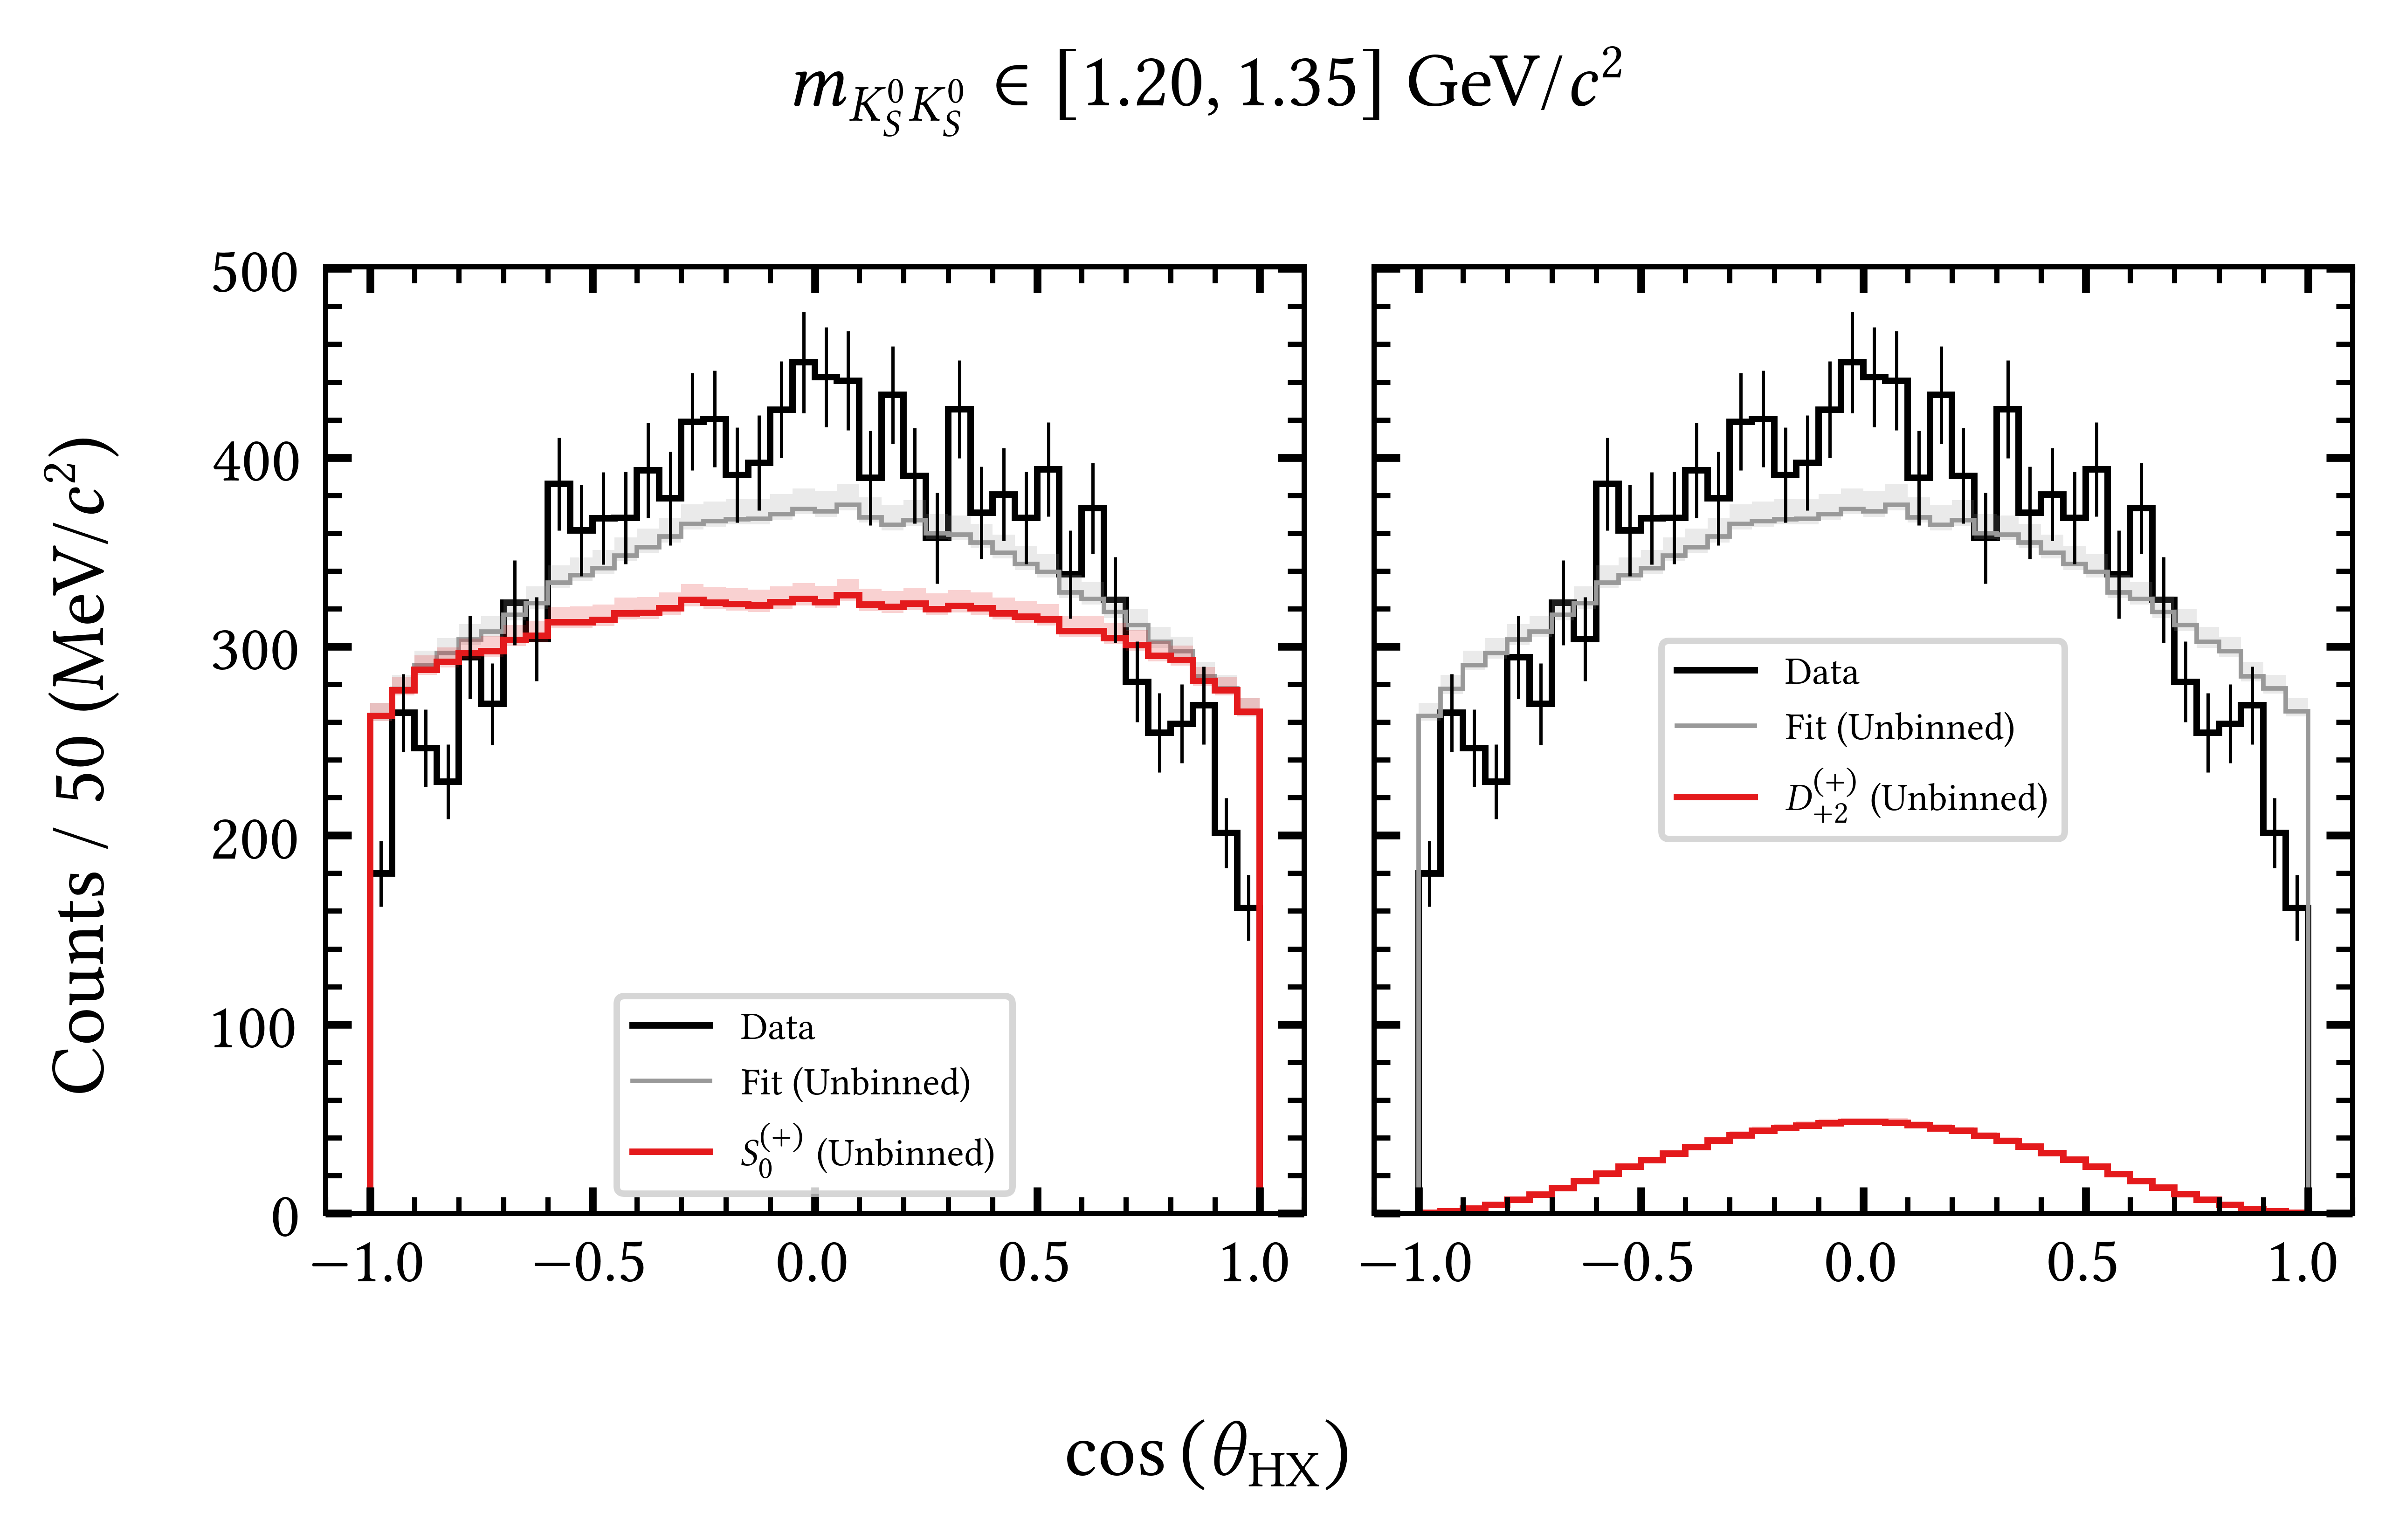 m_{K_S^0 K_S^0} ∈ [1.20, 1.35] GeV/c²
Counts / 50 (MeV/c²)
500
400
300
200
100
0
Data
Fit (Unbinned)
S_0^{(+)} (Unbinned)
−1.0 −0.5 0.0 0.5 1.0
Data
Fit (Unbinned)
D_{+2}^{(+)} (Unbinned)
−1.0 −0.5 0.0 0.5 1.0
cos (θ_{HX})